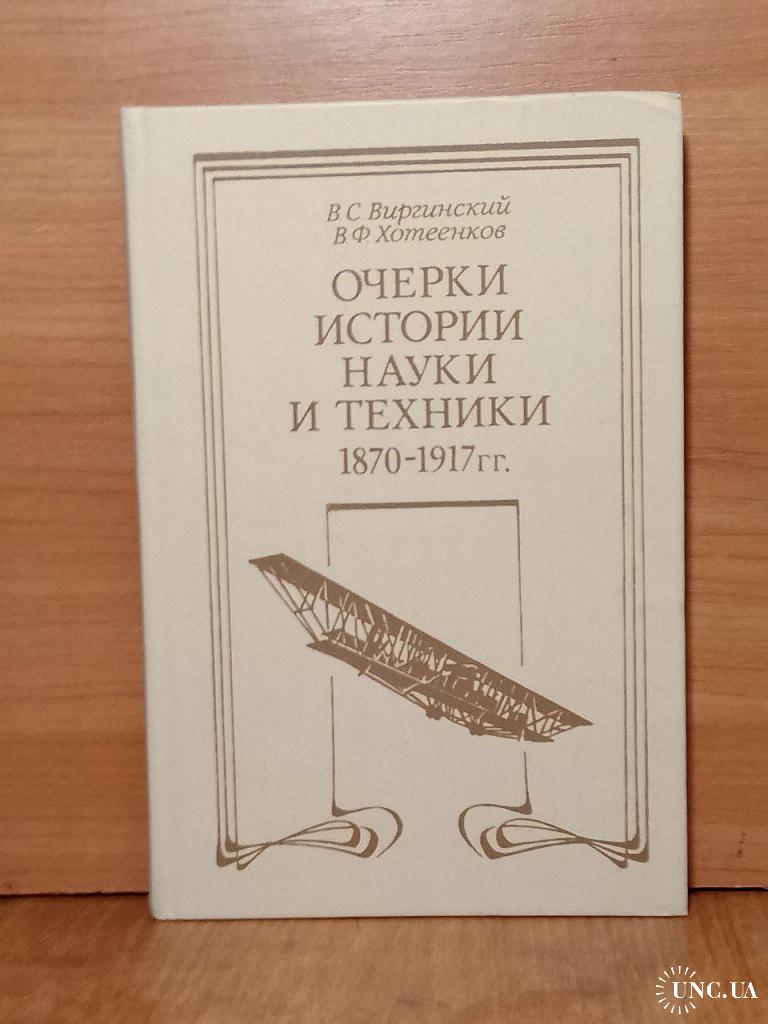 В.С. Виргинский
В.Ф. Хотеенков
ОЧЕРКИ
ИСТОРИИ
НАУКИ
И ТЕХНИКИ
1870-1917гг.
UNC.UA